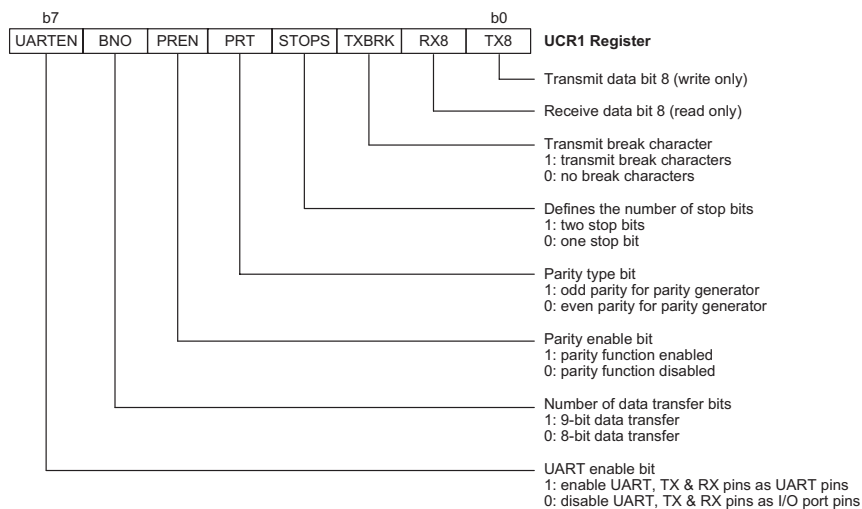 b7 b0
UARTEN BNO PREN PRT STOPS TXBRK RX8 TX8 UCR1 Register
Transmit data bit 8 (write only)
Receive data bit 8 (read only)
Transmit break character
1: transmit break characters
0: no break characters
Defines the number of stop bits
1: two stop bits
0: one stop bit
Parity type bit
1: odd parity for parity generator
0: even parity for parity generator
Parity enable bit
1: parity function enabled
0: parity function disabled
Number of data transfer bits
1: 9-bit data transfer
0: 8-bit data transfer
UART enable bit
1: enable UART, TX & RX pins as UART pins
0: disable UART, TX & RX pins as I/O port pins